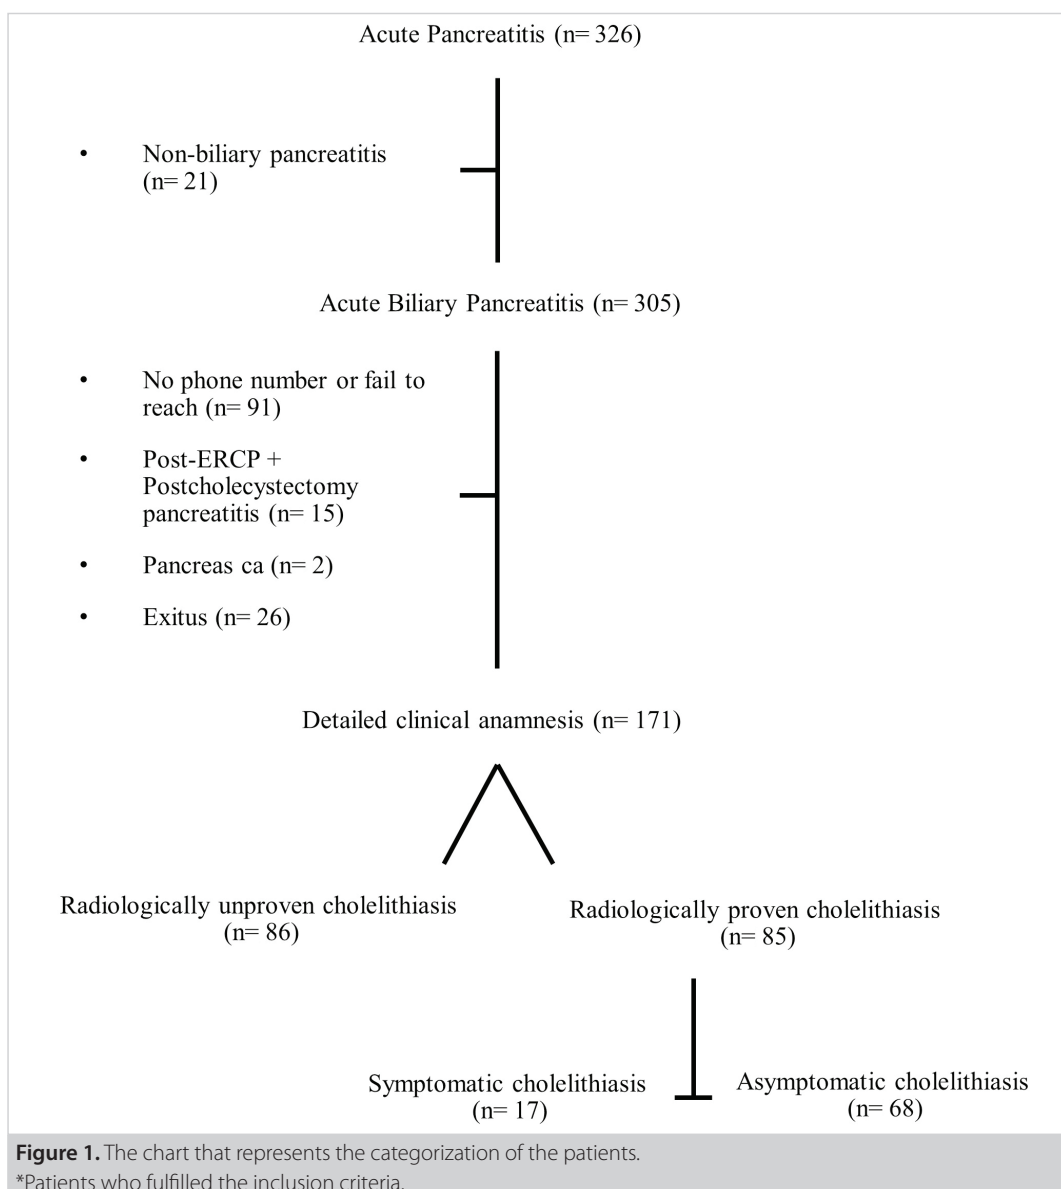 Acute Pancreatitis (n= 326)
• Non-biliary pancreatitis
(n= 21)
Acute Biliary Pancreatitis (n= 305)
• No phone number or fail to
reach (n= 91)
• Post-ERCP +
Postcholecystectomy
pancreatitis (n= 15)
• Pancreas ca (n= 2)
• Exitus (n= 26)
Detailed clinical anamnesis (n= 171)
Radiologically unproven cholelithiasis
(n= 86)
Radiologically proven cholelithiasis
(n= 85)
Symptomatic cholelithiasis
(n= 17)
Asymptomatic cholelithiasis
(n= 68)
Figure 1. The chart that represents the categorization of the patients.
*Patients who fulfilled the inclusion criteria.